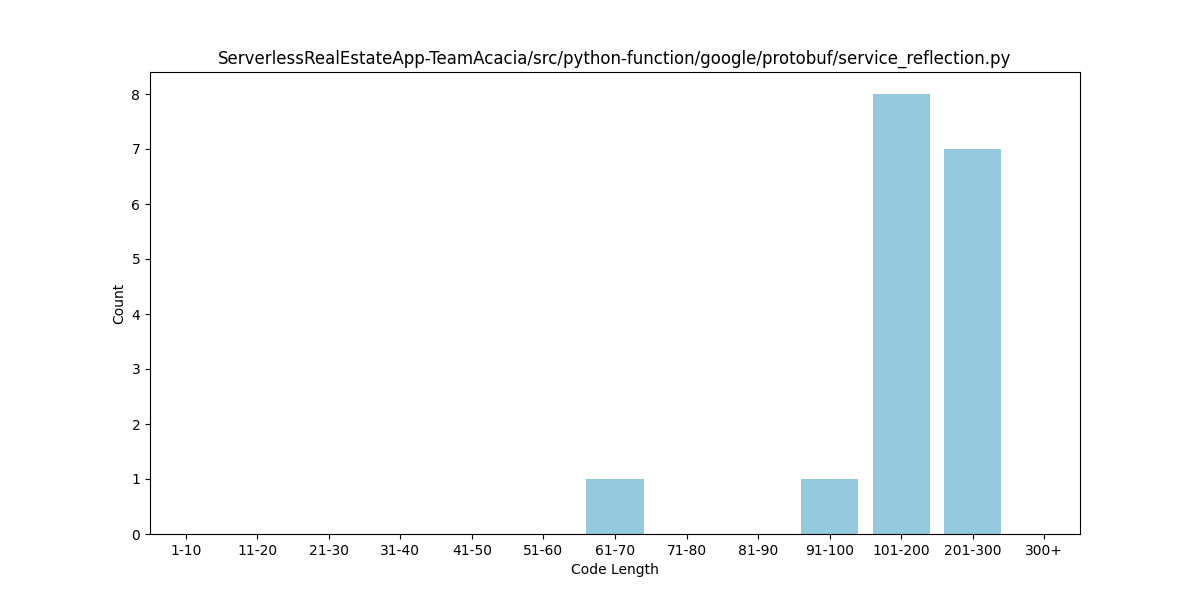 ServerlessRealEstateApp-TeamAcacia/src/python-function/google/protobuf/service_reflection.py
8
7
6
5
4
3
2
1
0
Count
1-10 11-20 21-30 31-40 41-50 51-60 61-70 71-80 81-90 91-100 101-200 201-300 300+
Code Length